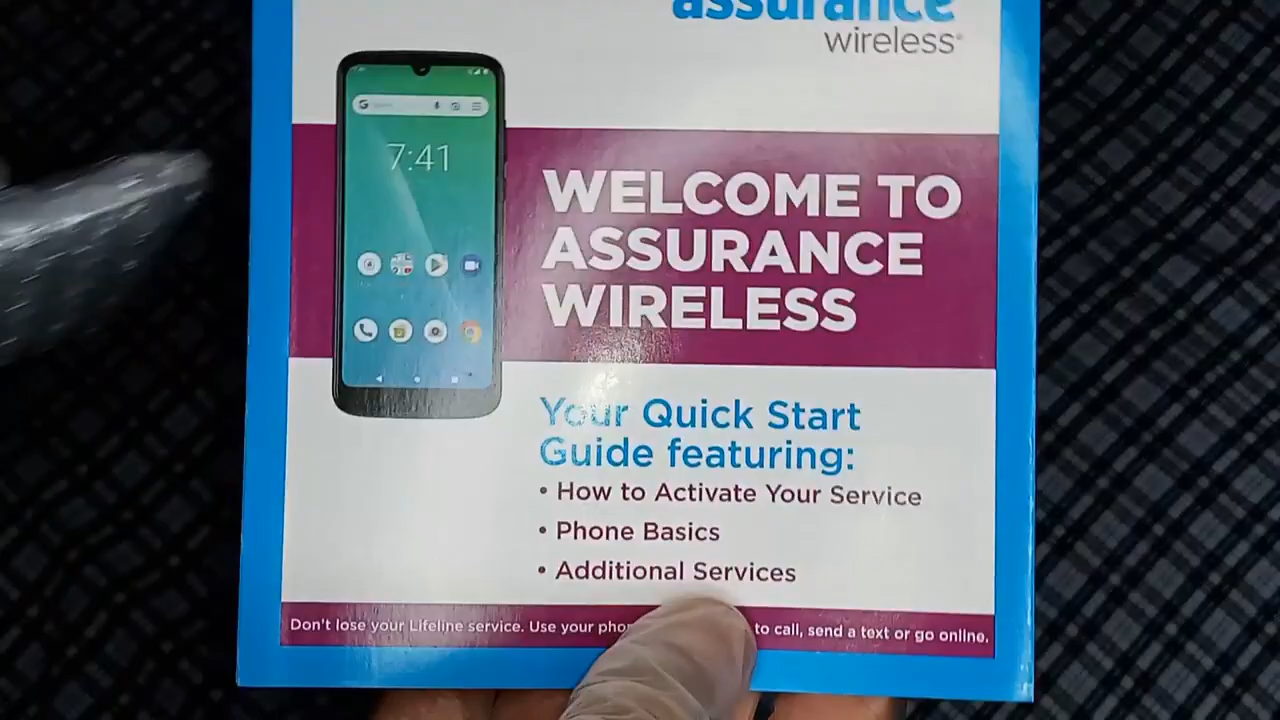 assurance
wireless
7:41
WELCOME TO
ASSURANCE
WIRELESS
Your Quick Start
Guide featuring:
• How to Activate Your Service
• Phone Basics
• Additional Services
Don't lose your Lifeline service. Use your to call, send a text or go online.